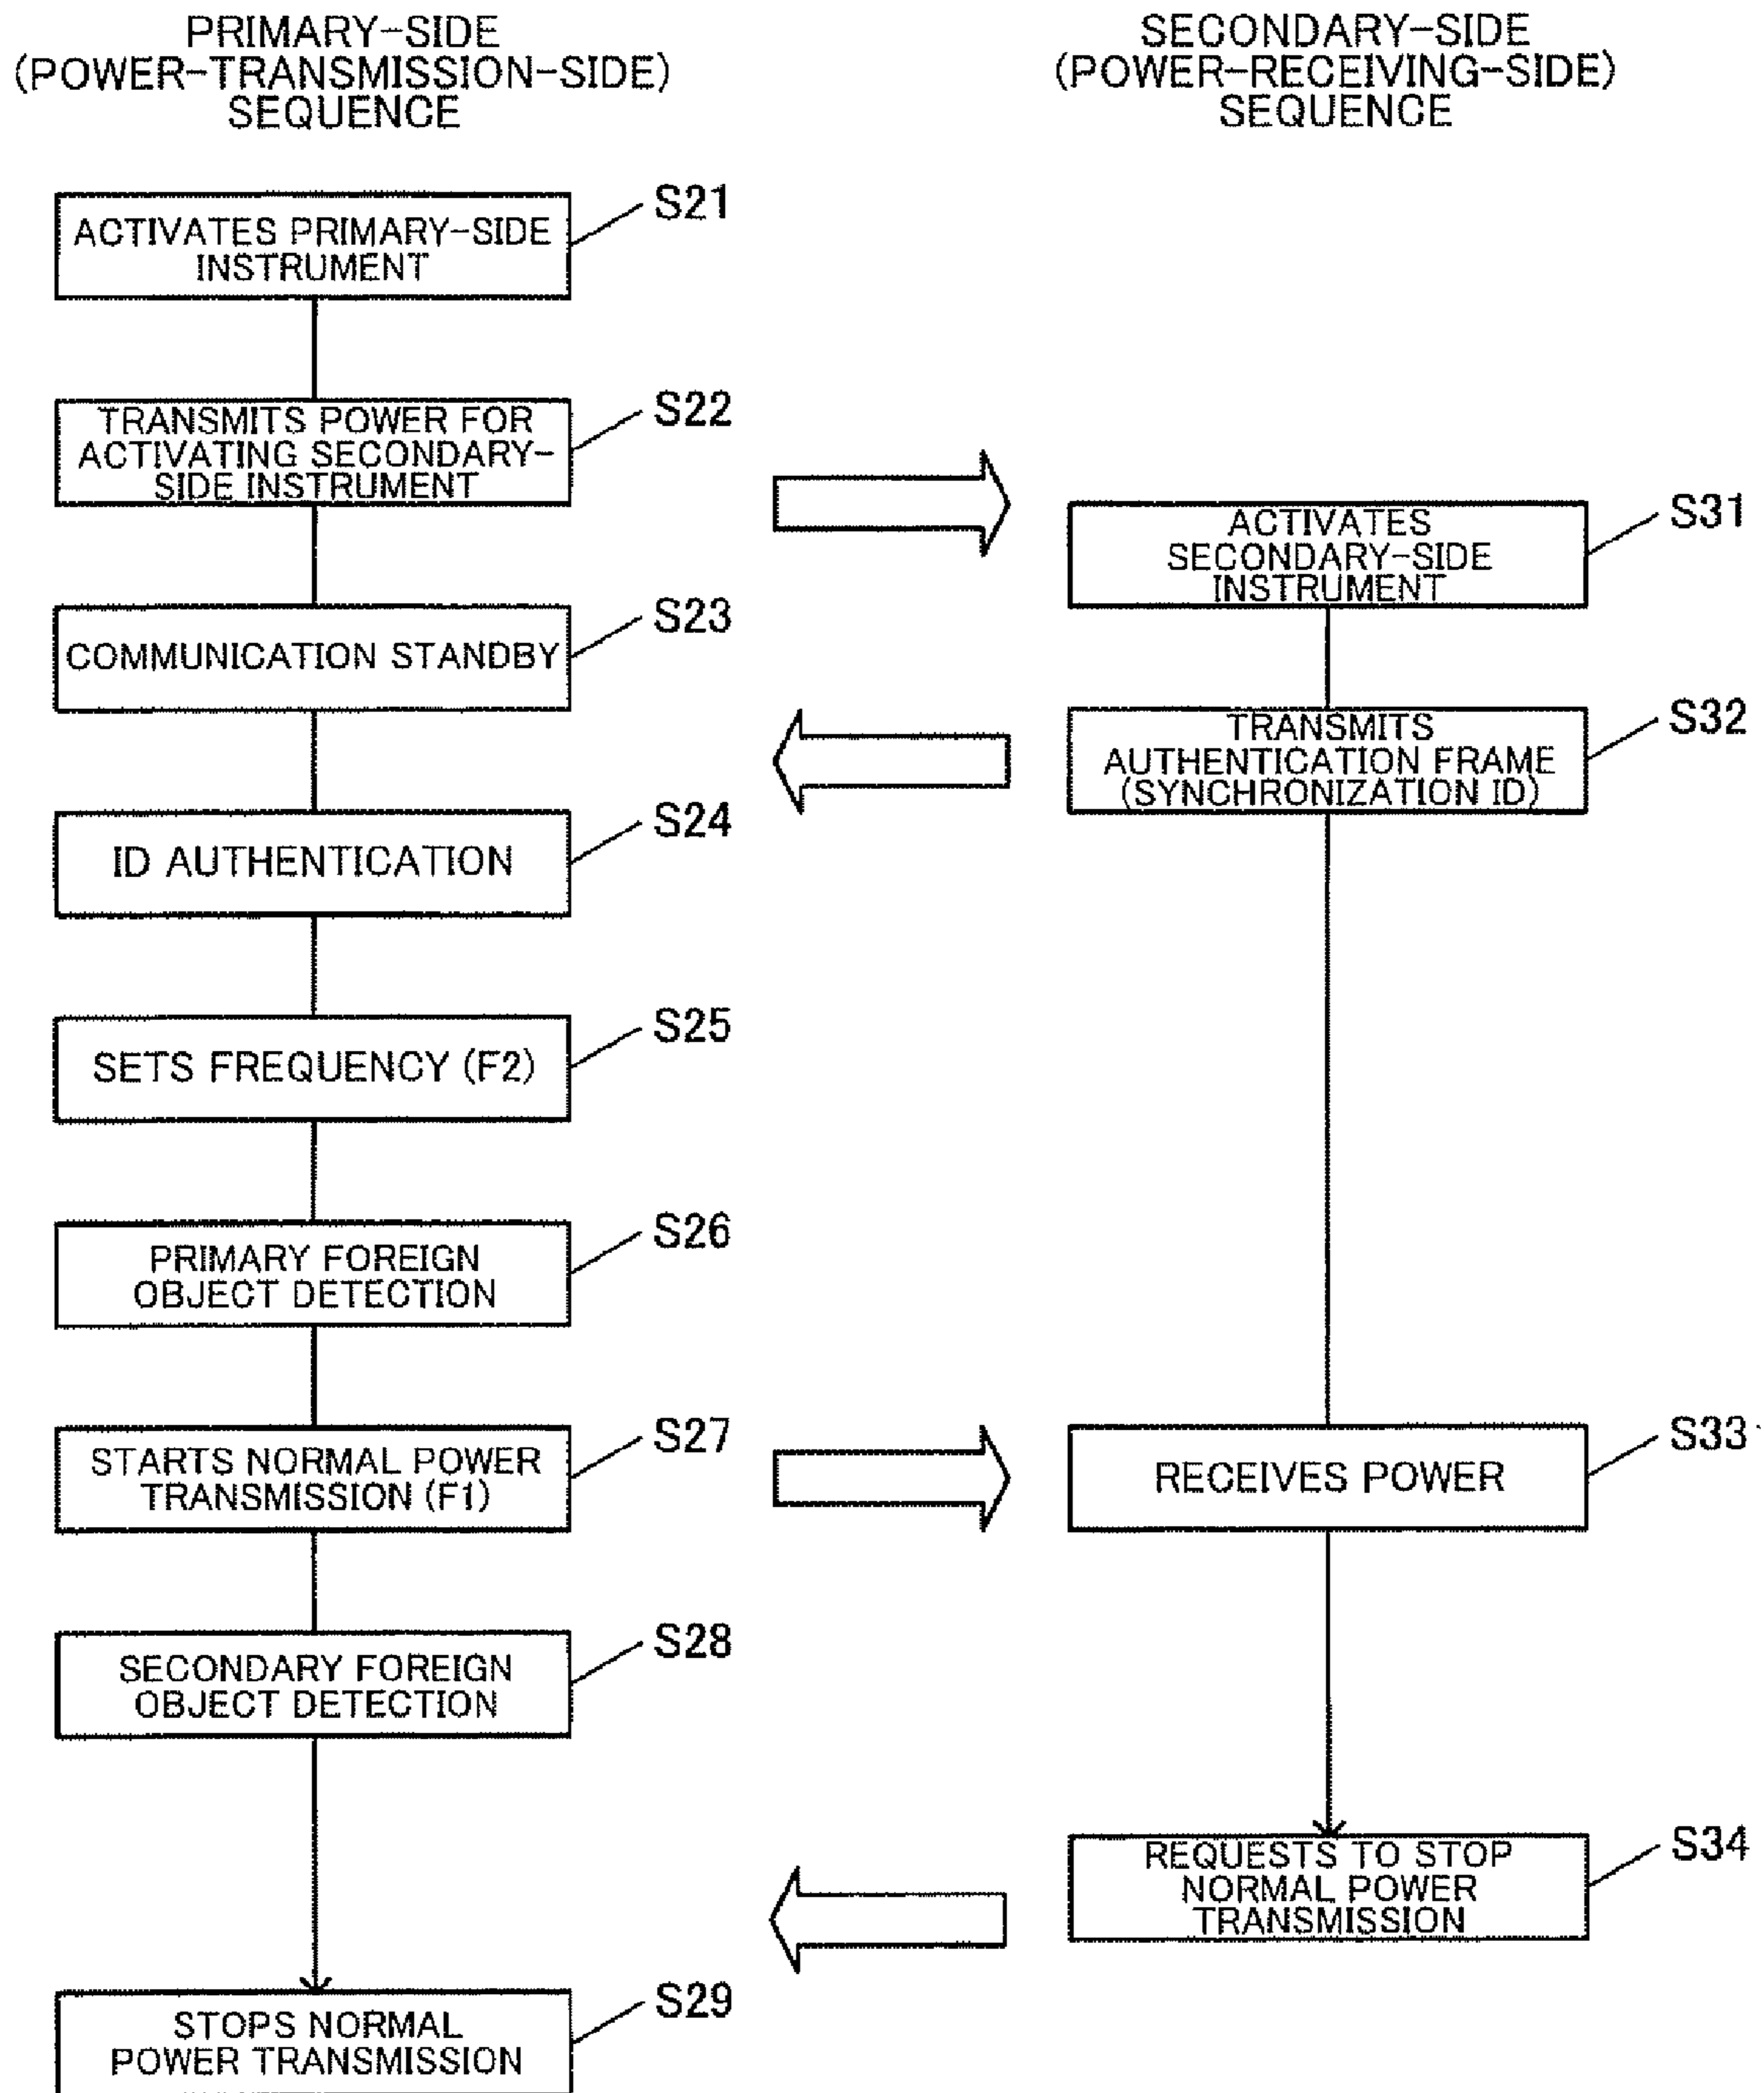 PRIMARY-SIDE
(POWER-TRANSMISSION-SIDE)
SEQUENCE
SECONDARY-SIDE
(POWER-RECEIVING-SIDE)
SEQUENCE
S21
ACTIVATES PRIMARY-SIDE
INSTRUMENT
S22
TRANSMITS POWER FOR
ACTIVATING SECONDARY-
SIDE INSTRUMENT
S31
ACTIVATES
SECONDARY-SIDE
INSTRUMENT
S23
COMMUNICATION STANDBY
S32
TRANSMITS
AUTHENTICATION FRAME
(SYNCHRONIZATION ID)
S24
ID AUTHENTICATION
S25
SETS FREQUENCY (F2)
S26
PRIMARY FOREIGN
OBJECT DETECTION
S27
STARTS NORMAL POWER
TRANSMISSION (F1)
S33
RECEIVES POWER
S28
SECONDARY FOREIGN
OBJECT DETECTION
S34
REQUESTS TO STOP
NORMAL POWER
TRANSMISSION
S29
STOPS NORMAL
POWER TRANSMISSION